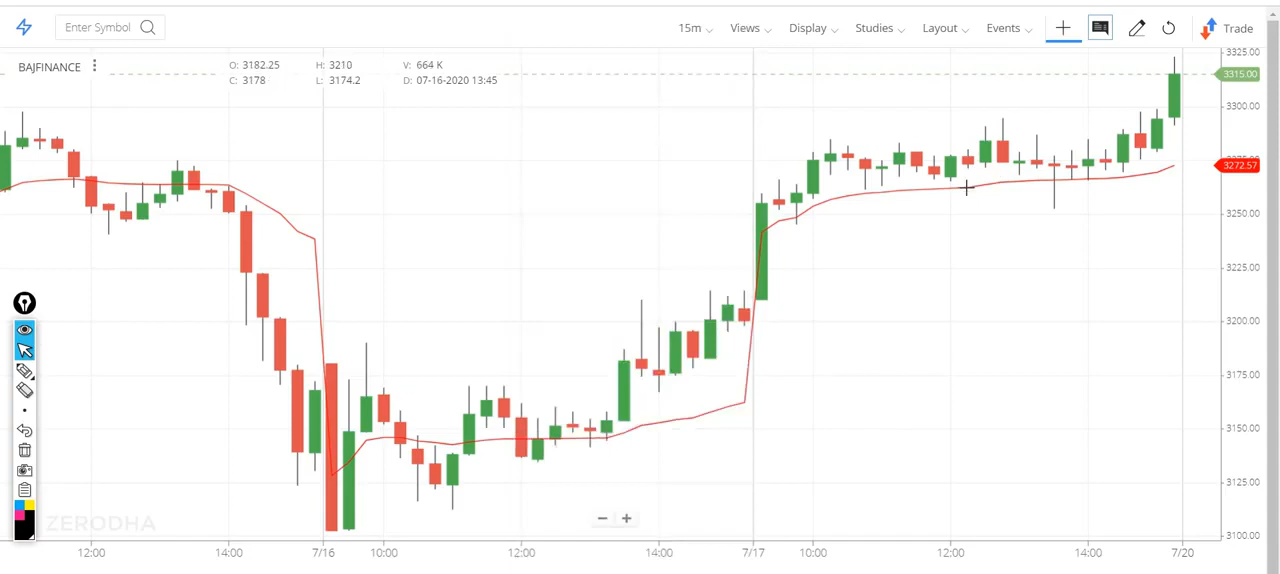 Enter Symbol 15m Views Display Studies Layout Events Trade
BAJFINANCE O: 3182.25 H: 3210 V: 664 K
C: 3178 L: 3174.2 D: 07-16-2020 13:45
3325.00
3315.00
3300.00
3272.57
3250.00
3225.00
3200.00
3175.00
3150.00
3125.00
3100.00
ZERODHA
12:00 14:00 7/16 10:00 12:00 14:00 7/17 10:00 12:00 14:00 7/20